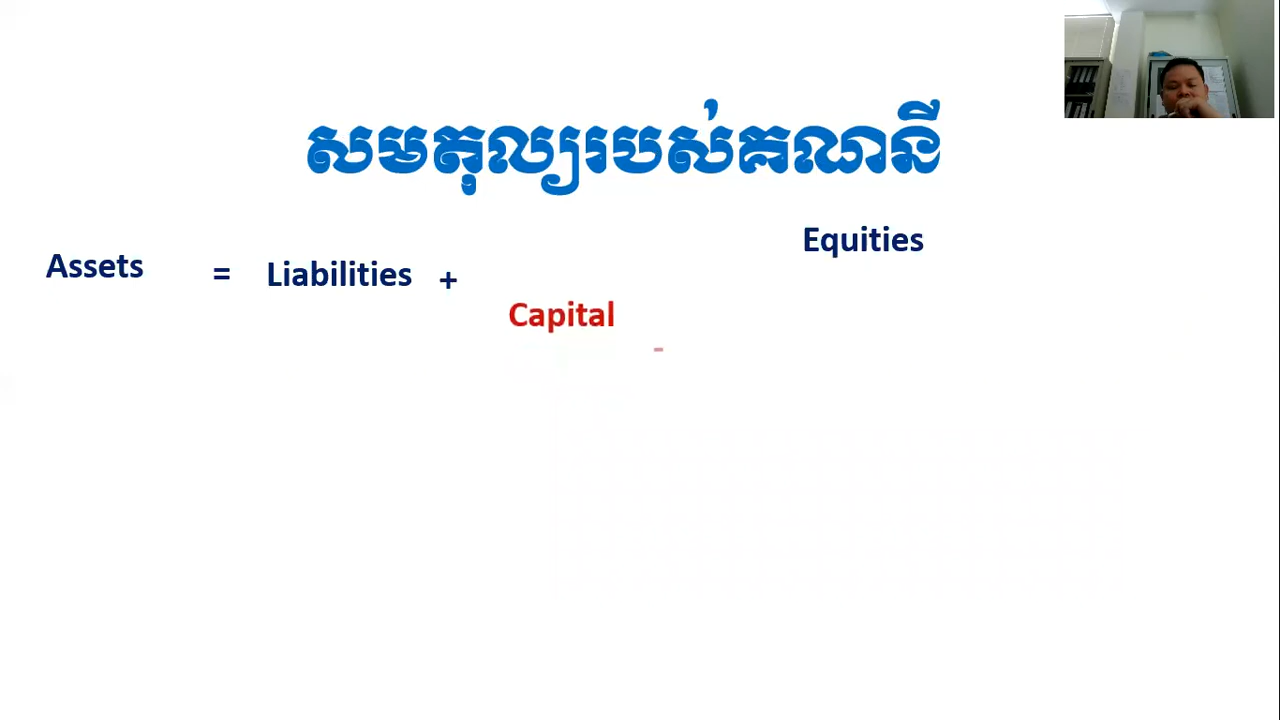 សមតុល្យរបស់គណនី
Equities
Assets = Liabilities +
Capital -